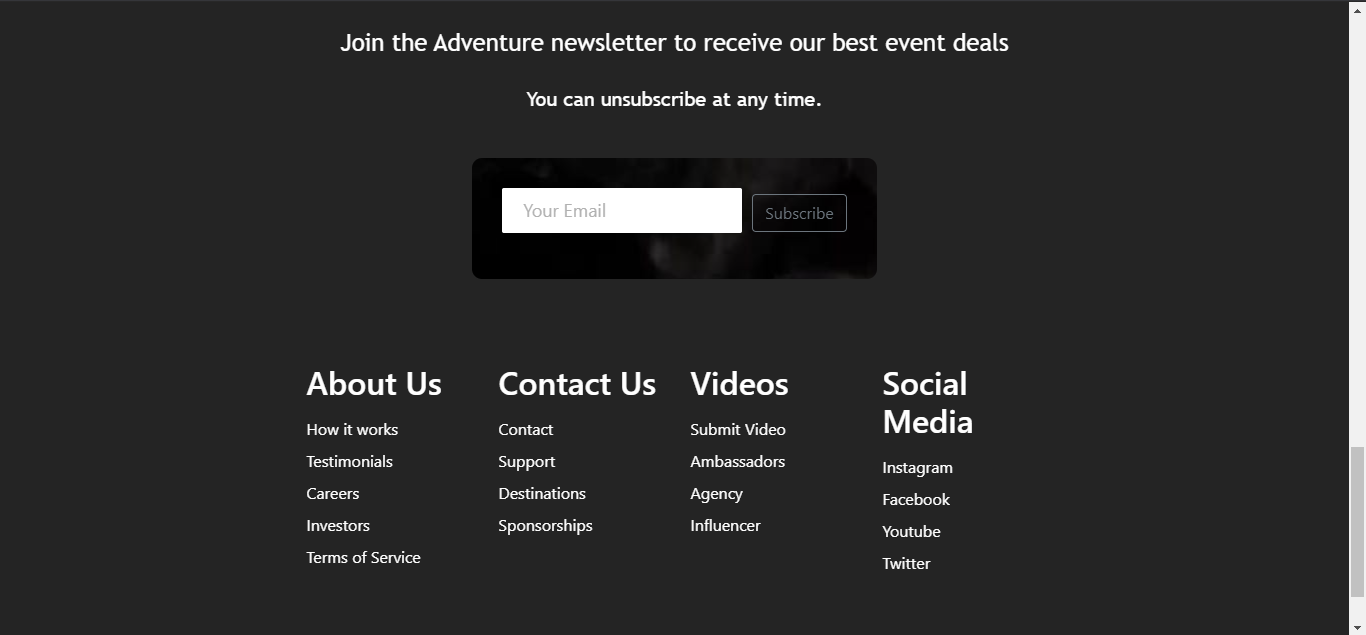 Join the Adventure newsletter to receive our best event deals
You can unsubscribe at any time.
Your Email
Subscribe
About Us
How it works
Testimonials
Careers
Investors
Terms of Service
Contact Us
Contact
Support
Destinations
Sponsorships
Videos
Submit Video
Ambassadors
Agency
Influencer
Social
Media
Instagram
Facebook
Youtube
Twitter